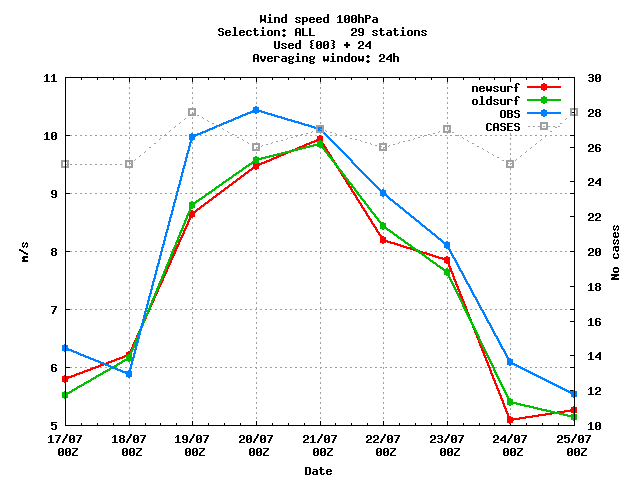 Wind speed 100hPa
Selection: ALL 29 stations
Used {00} + 24
Averaging window: 24h
newsurf
oldsurf
OBS
CASES
m/s
11
10
9
8
7
6
5
No cases
30
28
26
24
22
20
18
16
14
12
10
17/07 18/07 19/07 20/07 21/07 22/07 23/07 24/07 25/07
00Z 00Z 00Z 00Z 00Z 00Z 00Z 00Z 00Z
Date